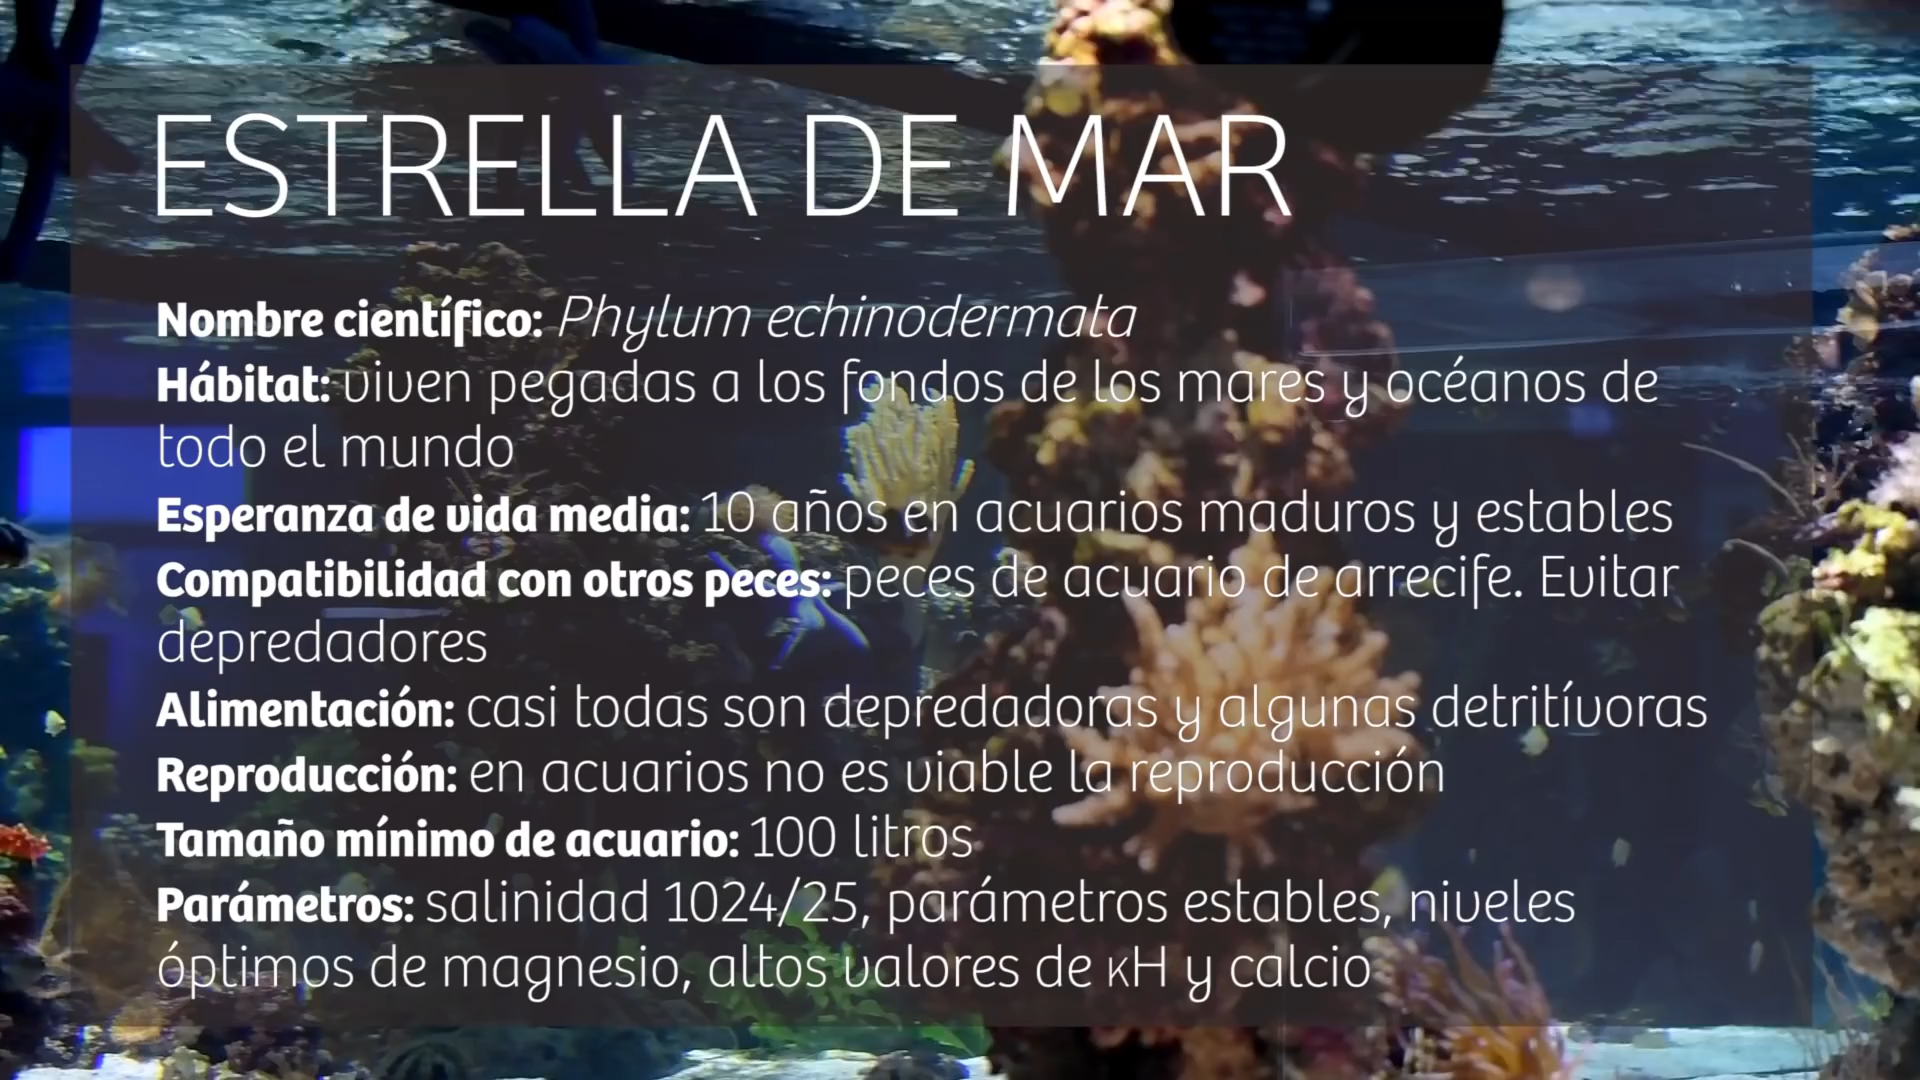 ESTRELLA DE MAR
Nombre científico: Phylum echinodermata
Hábitat: viven pegadas a los fondos de los mares y océanos de
todo el mundo
Esperanza de vida media: 10 años en acuarios maduros y estables
Compatibilidad con otros peces: peces de acuario de arrecife. Evitar
depredadores
Alimentación: casi todas son depredadoras y algunas detritívoras
Reproducción: en acuarios no es viable la reproducción
Tamaño mínimo de acuario: 100 litros
Parámetros: salinidad 1024/25, parámetros estables, niveles
óptimos de magnesio, altos valores de KH y calcio